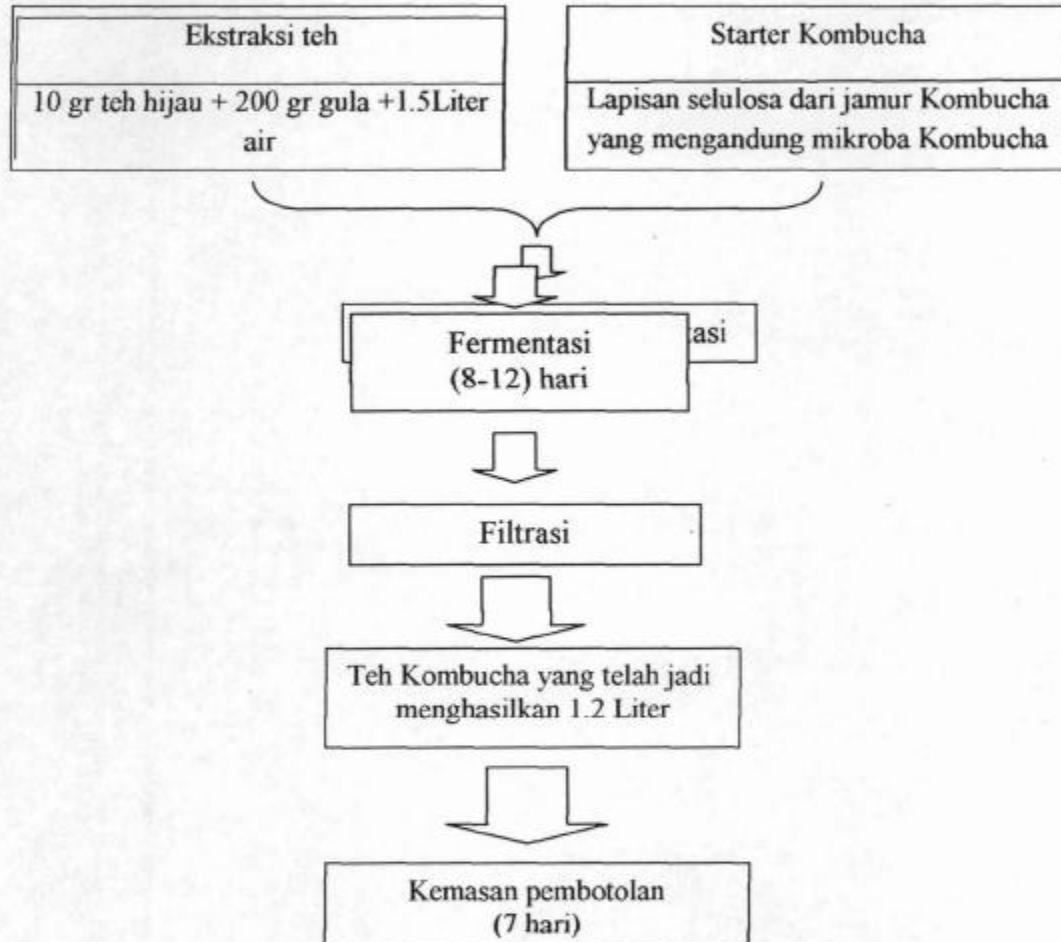 Ekstraksi teh
10 gr teh hijau + 200 gr gula +1.5Liter
air
Starter Kombucha
Lapisan selulosa dari jamur Kombucha
yang mengandung mikroba Kombucha
Fermentasi
(8-12) hari
tasi
Filtrasi
Teh Kombucha yang telah jadi
menghasilkan 1.2 Liter
Kemasan pembotolan
(7 hari)